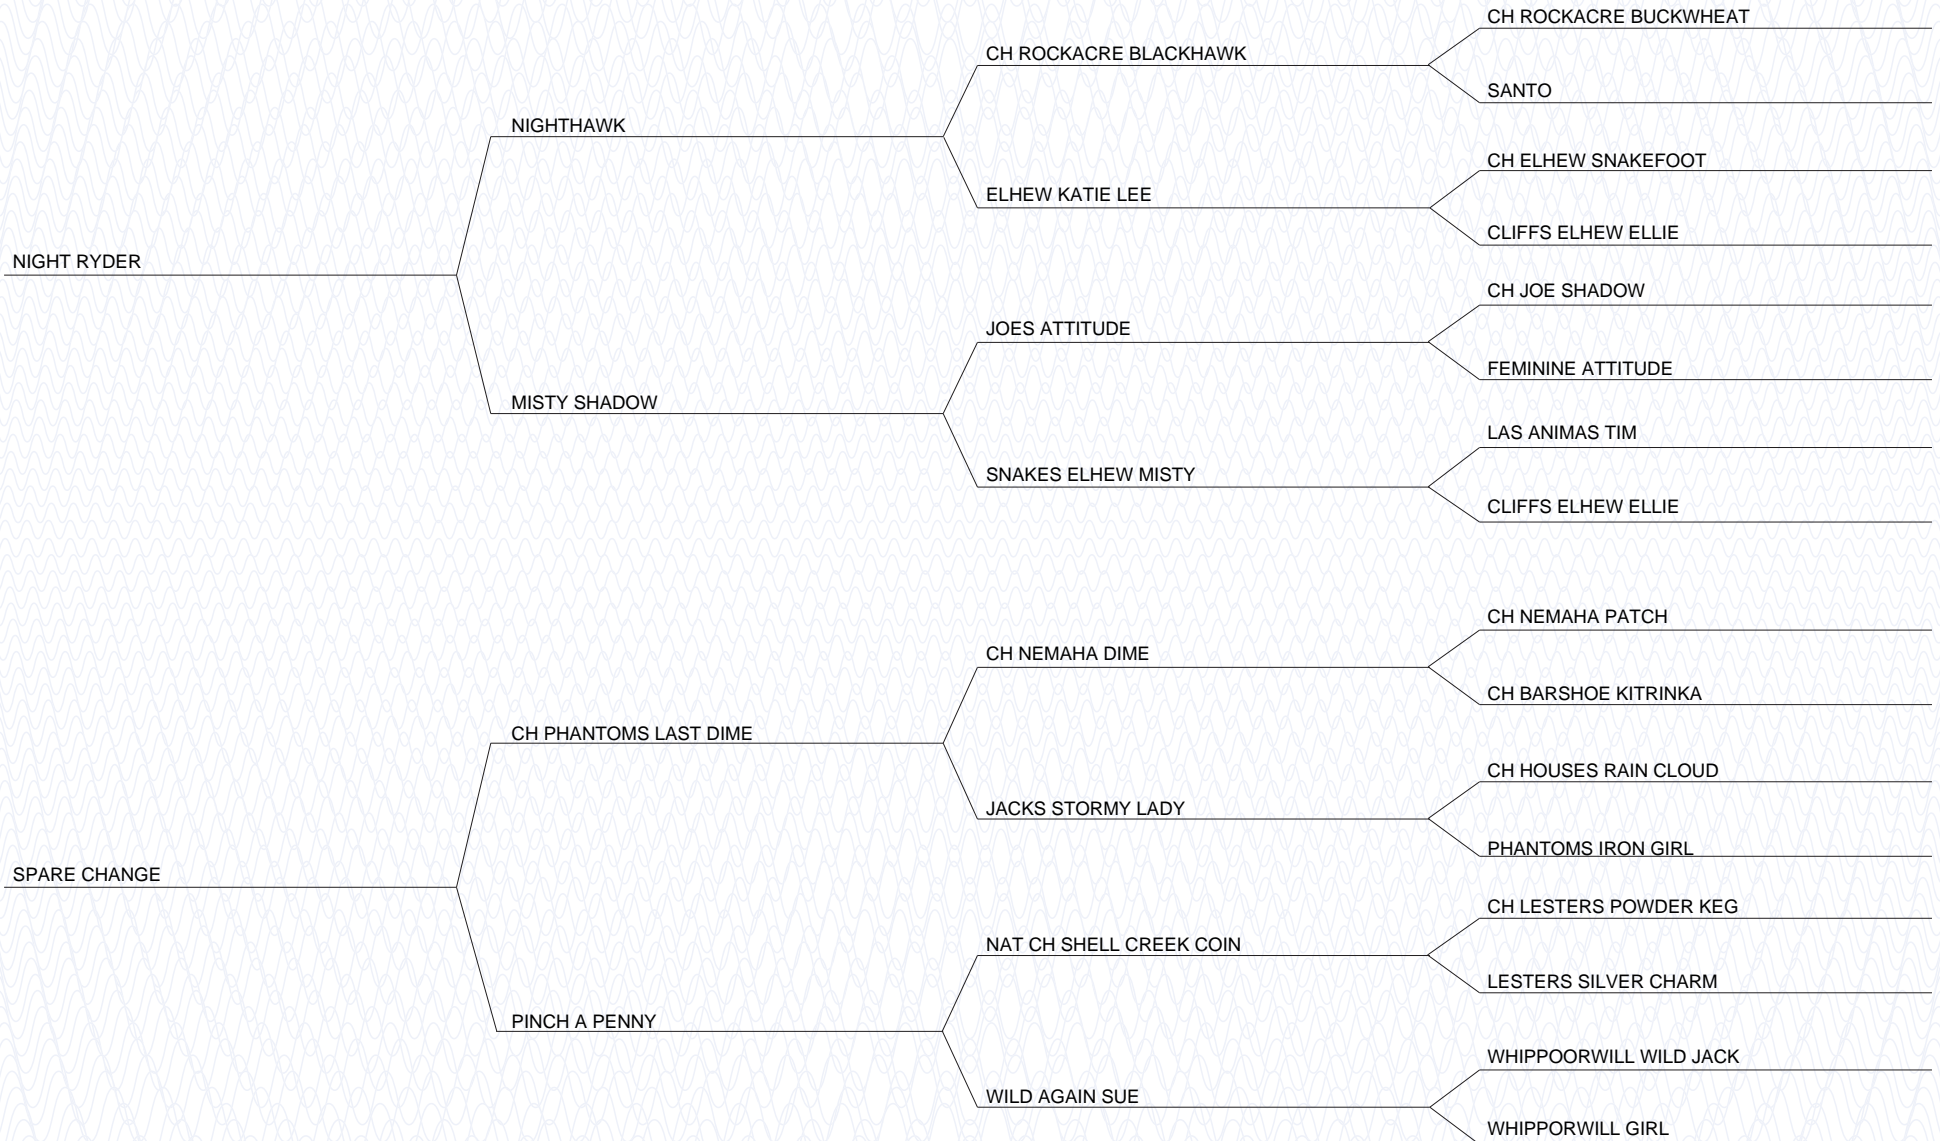 CH ROCKACRE BUCKWHEAT
CH ROCKACRE BLACKHAWK
SANTO
NIGHTHAWK
CH ELHEW SNAKEFOOT
ELHEW KATIE LEE
CLIFFS ELHEW ELLIE
NIGHT RYDER
CH JOE SHADOW
JOES ATTITUDE
FEMININE ATTITUDE
MISTY SHADOW
LAS ANIMAS TIM
SNAKES ELHEW MISTY
CLIFFS ELHEW ELLIE
CH NEMAHA PATCH
CH NEMAHA DIME
CH BARSHOE KITRINKA
CH PHANTOMS LAST DIME
CH HOUSES RAIN CLOUD
JACKS STORMY LADY
PHANTOMS IRON GIRL
SPARE CHANGE
CH LESTERS POWDER KEG
NAT CH SHELL CREEK COIN
LESTERS SILVER CHARM
PINCH A PENNY
WHIPPOORWILL WILD JACK
WILD AGAIN SUE
WHIPPORWILL GIRL